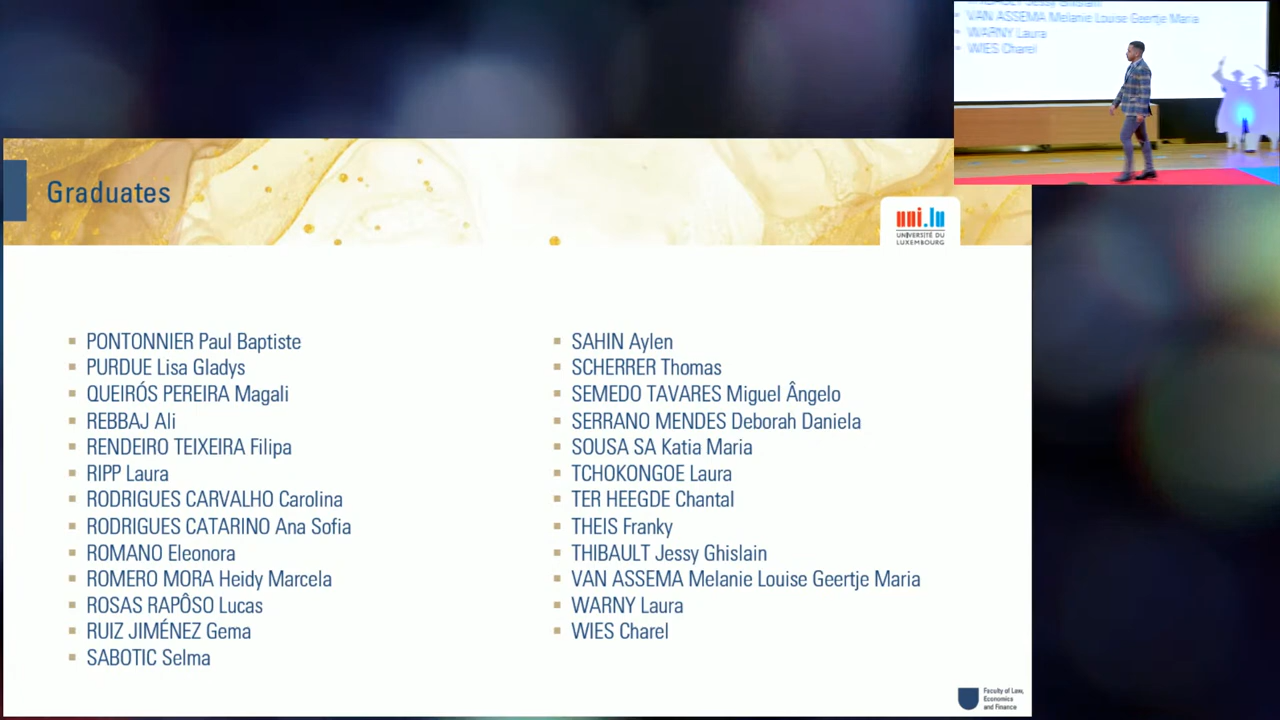 THIBAULT Jessy Ghislain
VAN ASSEMA Melanie Louise Geertje Maria
WARNY Laura
WIES Charel
Graduates
uni.lu
UNIVERSITÉ DU
LUXEMBOURG
PONTONNIER Paul Baptiste
PURDUE Lisa Gladys
QUEIRÓS PEREIRA Magali
REBBAJ Ali
RENDEIRO TEIXEIRA Filipa
RIPP Laura
RODRIGUES CARVALHO Carolina
RODRIGUES CATARINO Ana Sofia
ROMANO Eleonora
ROMERO MORA Heidy Marcela
ROSAS RAPÔSO Lucas
RUIZ JIMÉNEZ Gema
SABOTIC Selma
SAHIN Aylen
SCHERRER Thomas
SEMEDO TAVARES Miguel Ângelo
SERRANO MENDES Deborah Daniela
SOUSA SA Katia Maria
TCHOKONGOE Laura
TER HEEGDE Chantal
THEIS Franky
THIBAULT Jessy Ghislain
VAN ASSEMA Melanie Louise Geertje Maria
WARNY Laura
WIES Charel
Faculty of Law,
Economics
and Finance